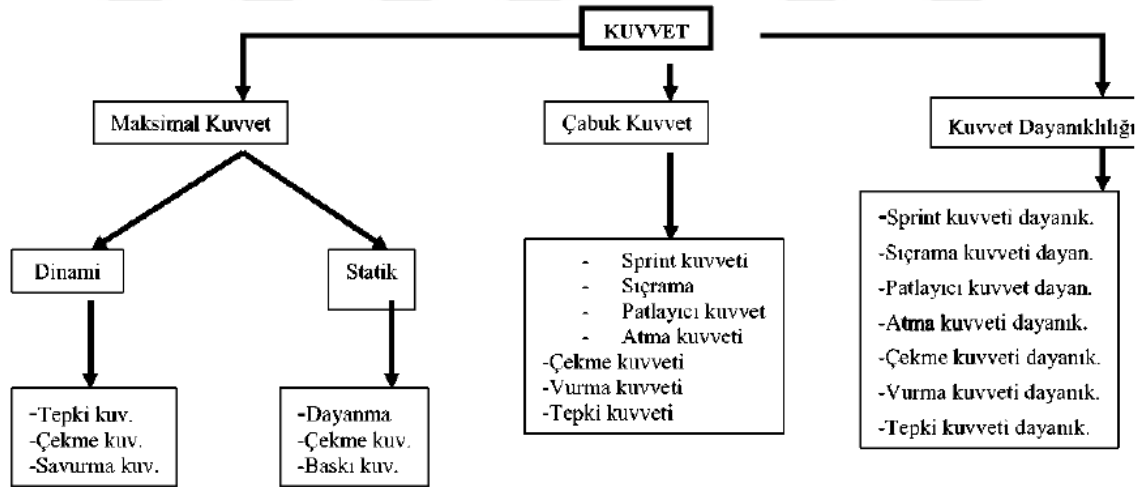 KUVVET
Maksimal Kuvvet
Çabuk Kuvvet
Kuvvet Dayanıklılığı
Dinami
Statik
-Tepki kuv.
-Çekme kuv.
-Savurma kuv.
-Dayanma
-Çekme kuv.
-Baskı kuv.
- Sprint kuvveti
- Sıçrama
- Patlayıcı kuvvet
- Atma kuvveti
-Çekme kuvveti
-Vurma kuvveti
-Tepki kuvveti
-Sprint kuvveti dayanık.
-Sıçrama kuvveti dayan.
-Patlayıcı kuvvet dayan.
-Atma kuvveti dayanık.
-Çekme kuvveti dayanık.
-Vurma kuvveti dayanık.
-Tepki kuvveti dayanık.